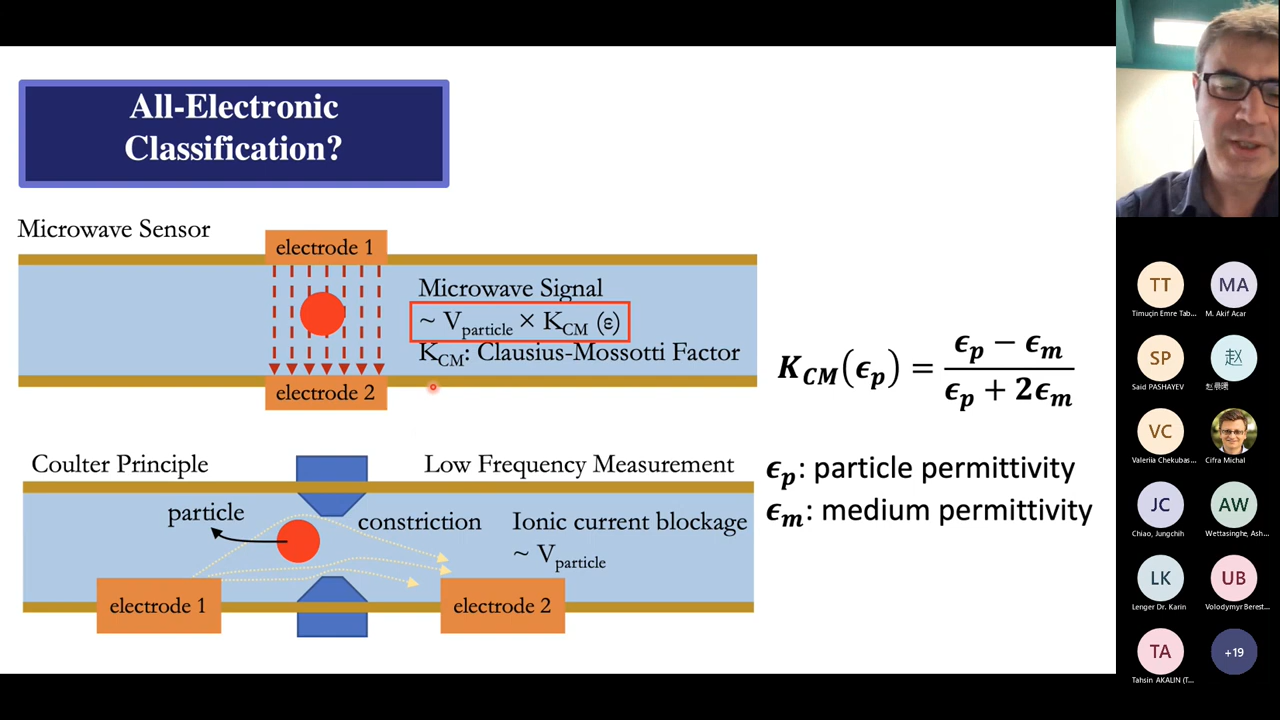 All-Electronic
Classification?
Microwave Sensor
electrode 1
Microwave Signal
~ V_particle × K_CM (ε)
K_CM: Clausius-Mossotti Factor
electrode 2
K_CM(ϵ_p) = (ϵ_p − ϵ_m) / (ϵ_p + 2ϵ_m)
Coulter Principle
Low Frequency Measurement
particle
constriction
Ionic current blockage
~ V_particle
electrode 1
electrode 2
ϵ_p: particle permittivity
ϵ_m: medium permittivity
TT
Timuçin Emre Tab...
MA
M. Akif Acar
SP
Said PASHAYEV
赵
VC
Valeriia Chekubas...
Cifra Michal
JC
Chiao, Jungchih
AW
Wettasinghe, Ash...
LK
Lenger Dr. Karin
UB
Volodymyr Berest...
TA
Tahsin AKALIN (T...
+19